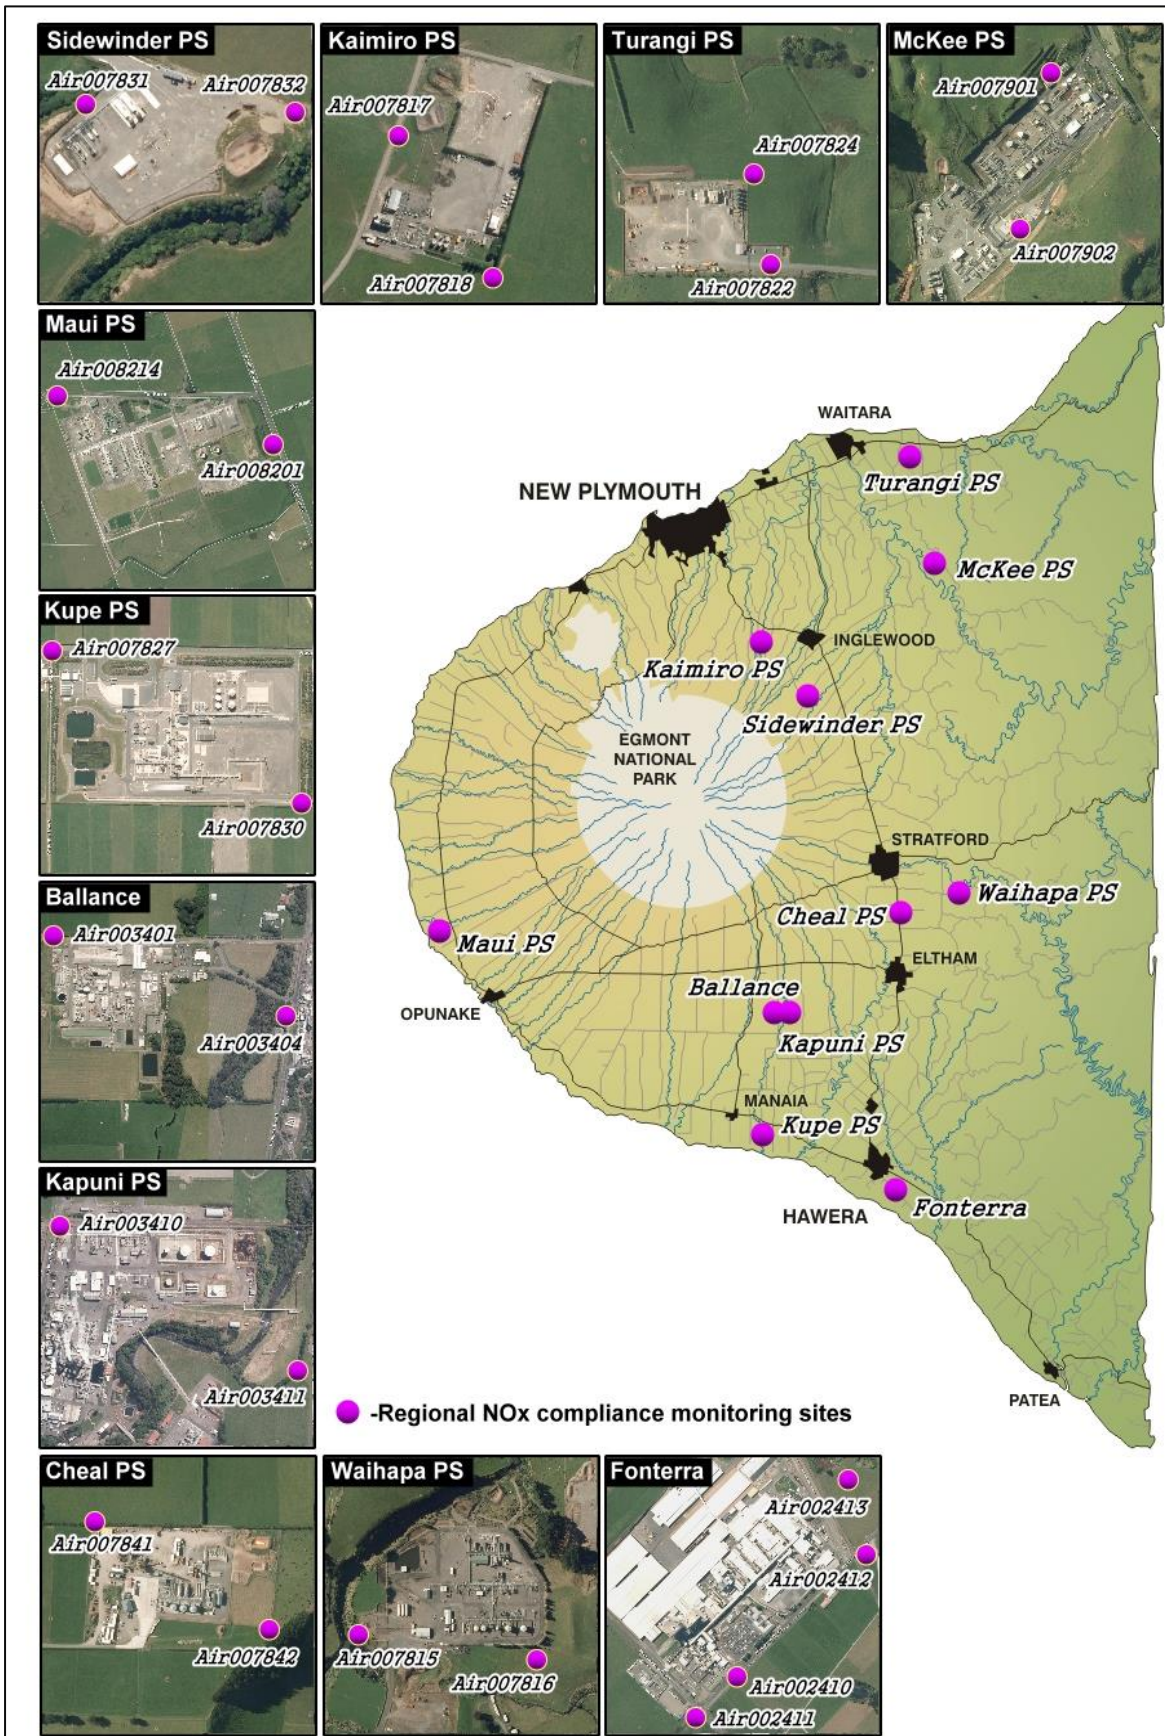 Sidewinder PS
Air007831
Air007832
Kaimiro PS
Air007817
Air007818
Turangi PS
Air007824
Air007822
McKee PS
Air007901
Air007902
Maui PS
Air008214
Air008201
Kupe PS
Air007827
Air007830
Ballance
Air003401
Air003404
Kapuni PS
Air003410
Air003411
WAITARA
Turangi PS
NEW PLYMOUTH
McKee PS
INGLEWOOD
Kaimiro PS
Sidewinder PS
EGMONT
NATIONAL
PARK
STRATFORD
Waihapa PS
Cheal PS
Maui PS
ELTHAM
Ballance
OPUNAKE
Kapuni PS
MANAIA
Kupe PS
Fonterra
HAWERA
PATEA
-Regional NOx compliance monitoring sites
Cheal PS
Air007841
Air007842
Waihapa PS
Air007815
Air007816
Fonterra
Air002413
Air002412
Air002410
Air002411